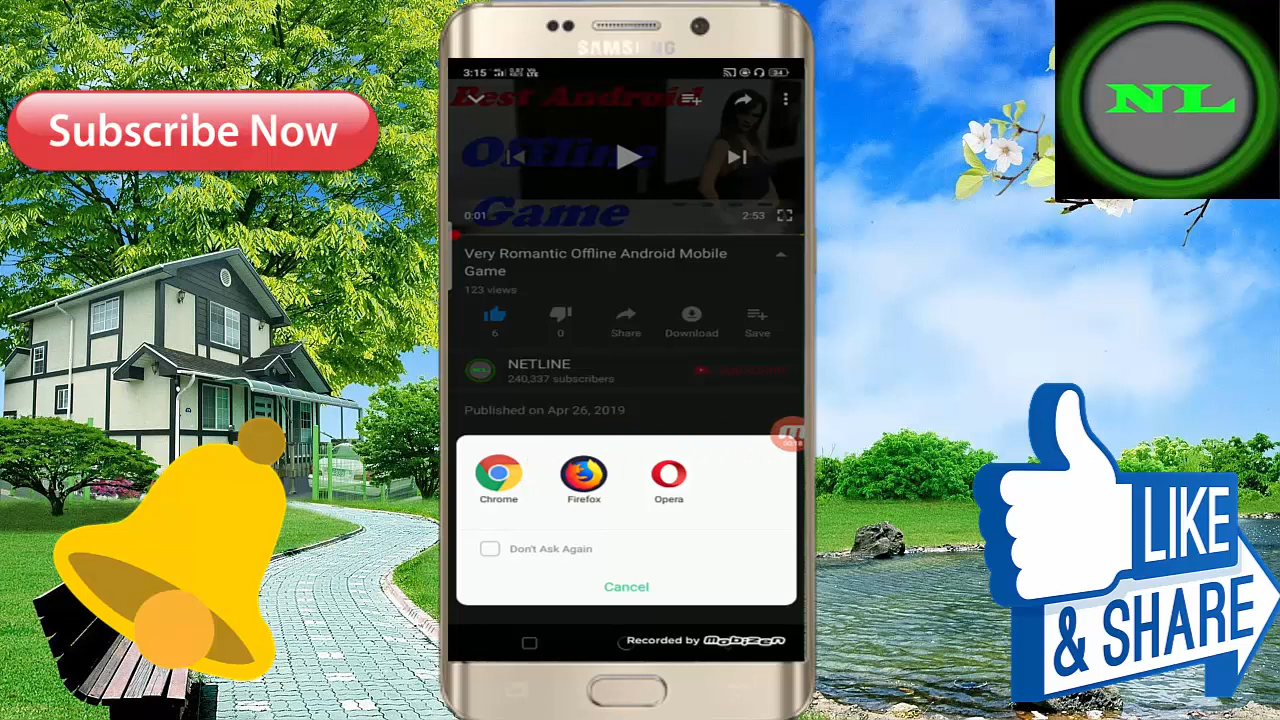 Subscribe Now
NL
SAMSUNG
3:15
34
Best Android
Offline
Game
0:01
2:53
Very Romantic Offline Android Mobile
Game
123 views
6
0
Share
Download
Save
NETLINE
240,337 subscribers
Published on Apr 26, 2019
Chrome
Firefox
Opera
Don't Ask Again
Cancel
Recorded by mobizen
LIKE
& SHARE